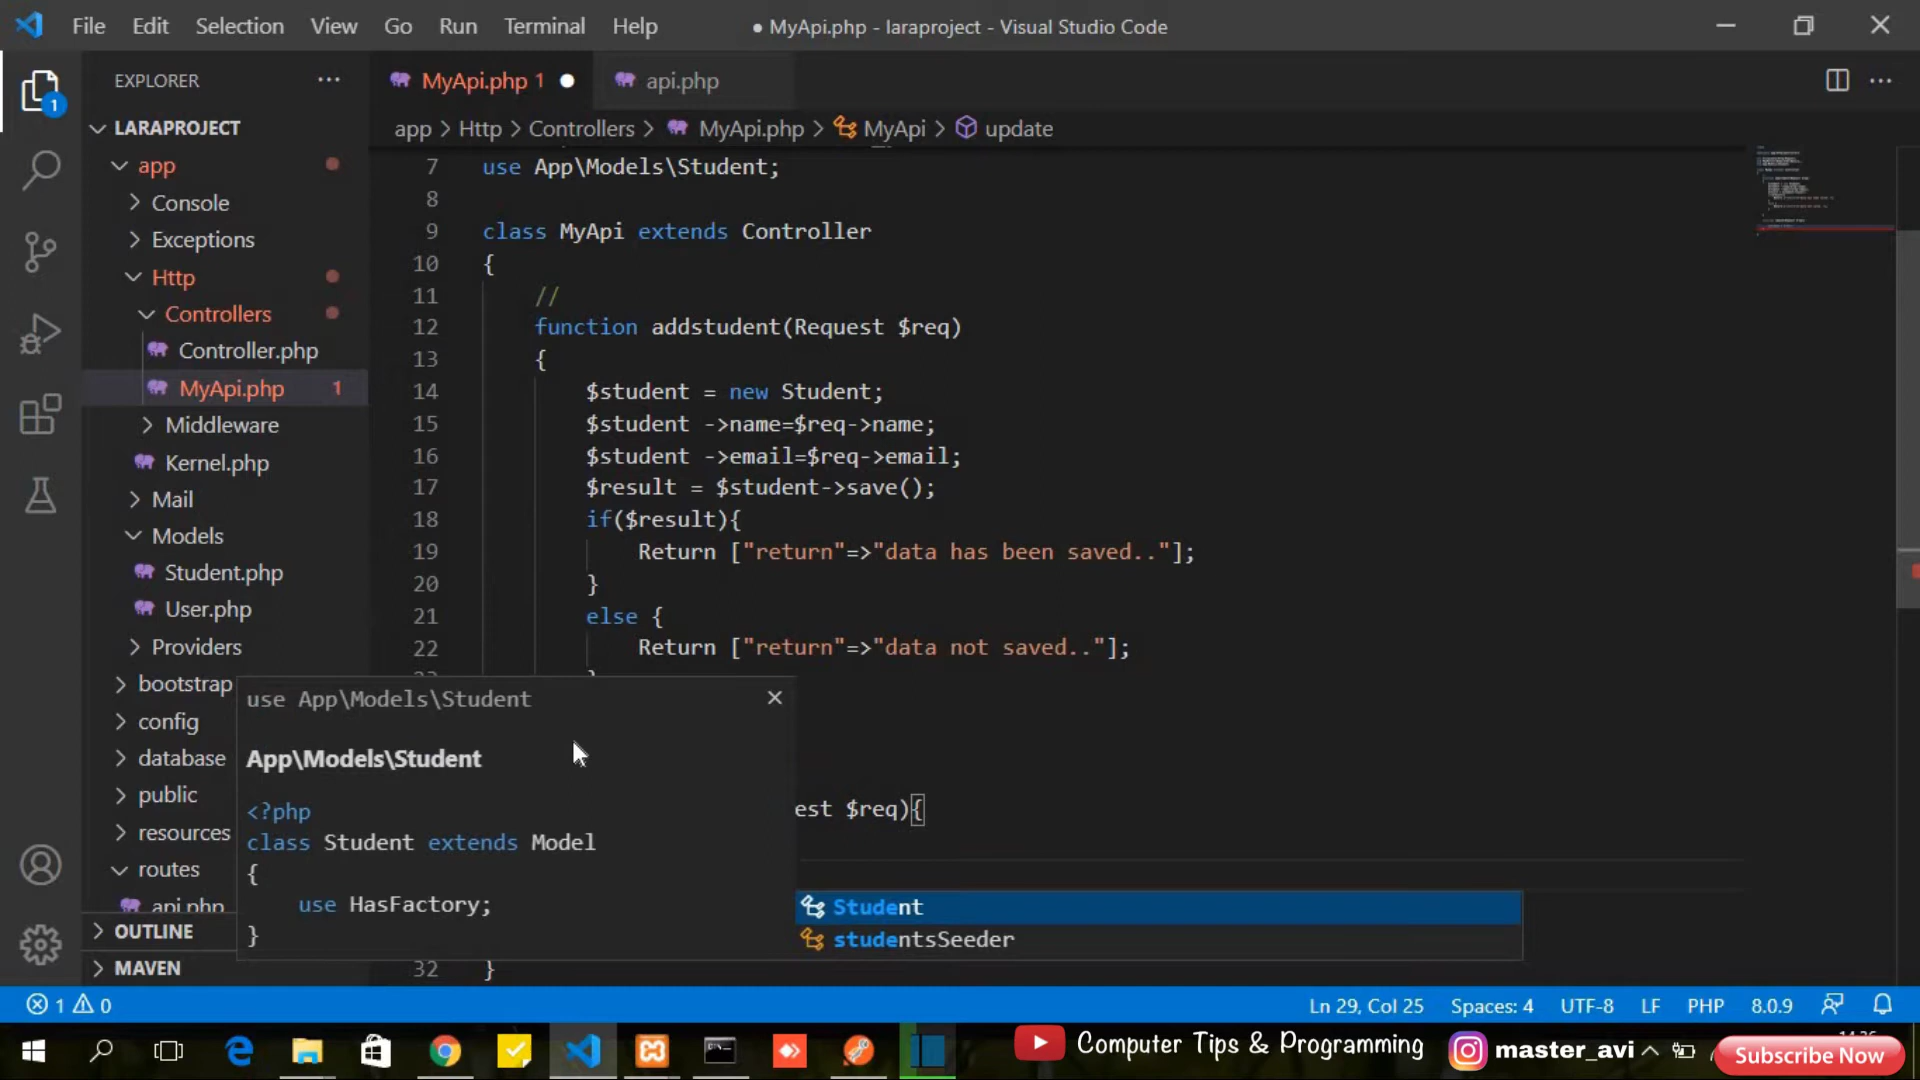 File Edit Selection View Go Run Terminal Help ● MyApi.php - laraproject - Visual Studio Code
EXPLORER ···
MyApi.php 1
api.php
app > Http > Controllers > MyApi.php > MyApi > update
1
LARAPROJECT
app
Console
Exceptions
Http
Controllers
Controller.php
MyApi.php 1
Middleware
Kernel.php
Mail
Models
Student.php
User.php
Providers
bootstrap
config
database
public
resources
routes
api.php
OUTLINE
MAVEN
7 use App\Models\Student;
8
9 class MyApi extends Controller
10 {
11 //
12 function addstudent(Request $req)
13 {
14 $student = new Student;
15 $student ->name=$req->name;
16 $student ->email=$req->email;
17 $result = $student->save();
18 if($result){
19 Return ["return"=>"data has been saved.."];
20 }
21 else {
22 Return ["return"=>"data not saved.."];
est $req){
32 }
use App\Models\Student
App\Models\Student
<?php
class Student extends Model
{
use HasFactory;
}
Student
studentsSeeder
1 0 Ln 29, Col 25 Spaces: 4 UTF-8 LF PHP 8.0.9
Computer Tips & Programming
master_avi
Subscribe Now